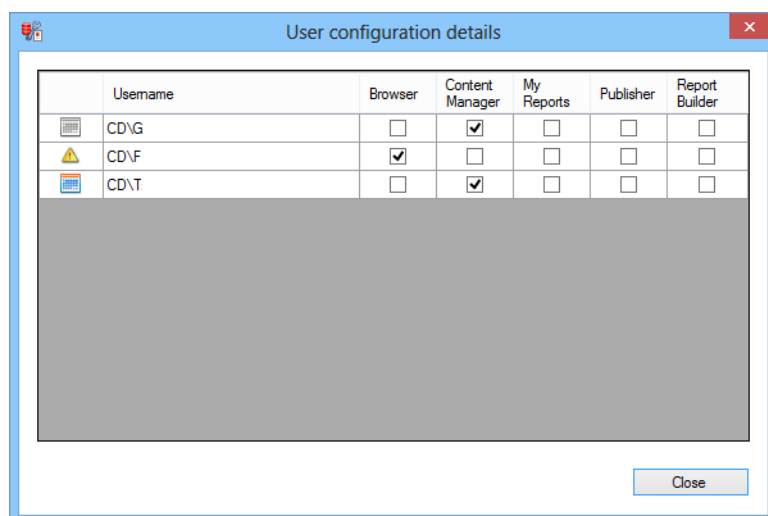 User configuration details
Username Browser Content Manager My Reports Publisher Report Builder
CD\G
CD\F
CD\T
Close